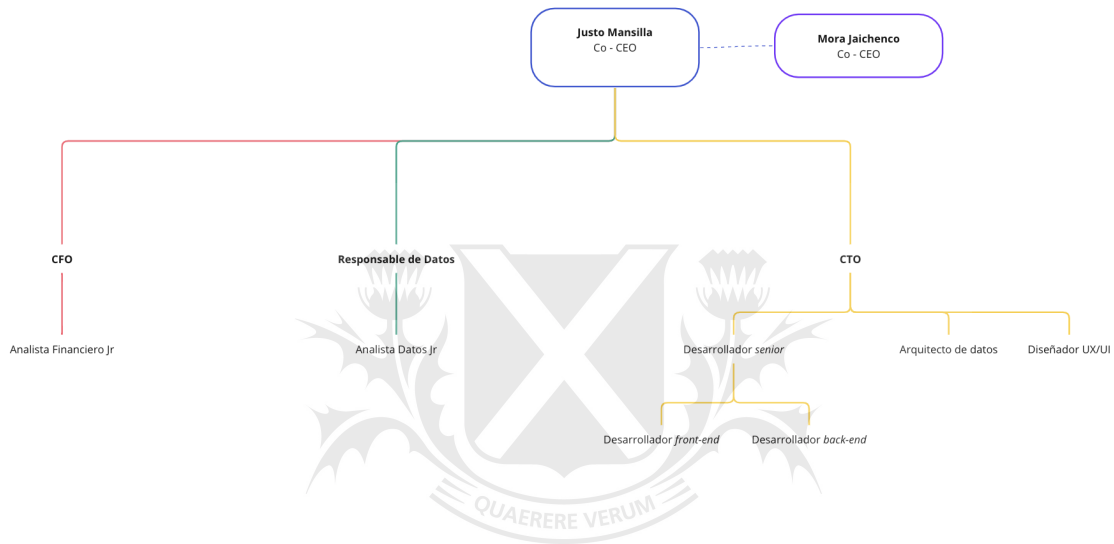 Justo Mansilla
Co - CEO
Mora Jaichenco
Co - CEO
CFO
Responsable de Datos
CTO
Analista Financiero Jr
Analista Datos Jr
Desarrollador senior
Arquitecto de datos
Diseñador UX/UI
Desarrollador front-end
Desarrollador back-end
QUAERERE VERUM